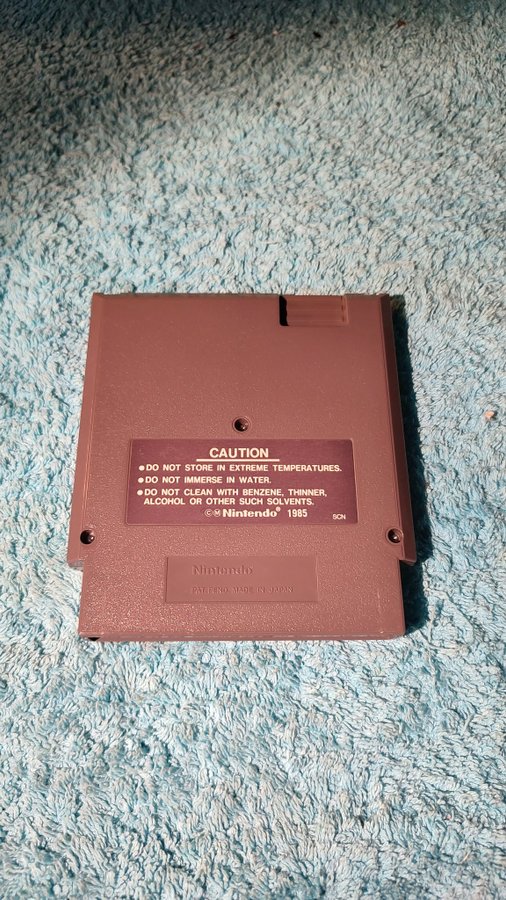 CAUTION
●DO NOT STORE IN EXTREME TEMPERATURES.
●DO NOT IMMERSE IN WATER.
●DO NOT CLEAN WITH BENZENE, THINNER,
ALCOHOL OR OTHER SUCH SOLVENTS.
©Ⓜ Nintendo® 1985 SCN
Nintendo
PAT. PEND. MADE IN JAPAN